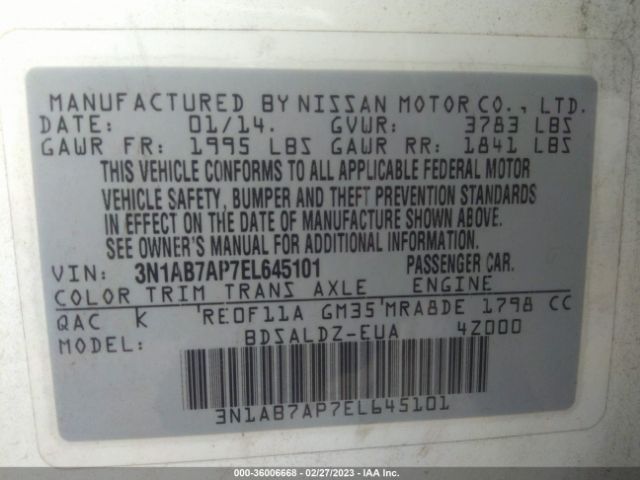 MANUFACTURED BY NISSAN MOTOR CO., LTD.
DATE: 01/14. GVWR: 3783 LBS
GAWR FR: 1995 LBS GAWR RR: 1841 LBS
THIS VEHICLE CONFORMS TO ALL APPLICABLE FEDERAL MOTOR
VEHICLE SAFETY, BUMPER AND THEFT PREVENTION STANDARDS
IN EFFECT ON THE DATE OF MANUFACTURE SHOWN ABOVE.
SEE OWNER'S MANUAL FOR ADDITIONAL INFORMATION.
VIN: 3N1AB7AP7EL645101 PASSENGER CAR.
COLOR TRIM TRANS AXLE ENGINE
QAC K 'RE0F11A GM35'MRA8DE 1798 CC
MODEL: BDSALDZ-EUA 4Z000
3N1AB7AP7EL645101
000-36006668 - 02/27/2023 - IAA Inc.